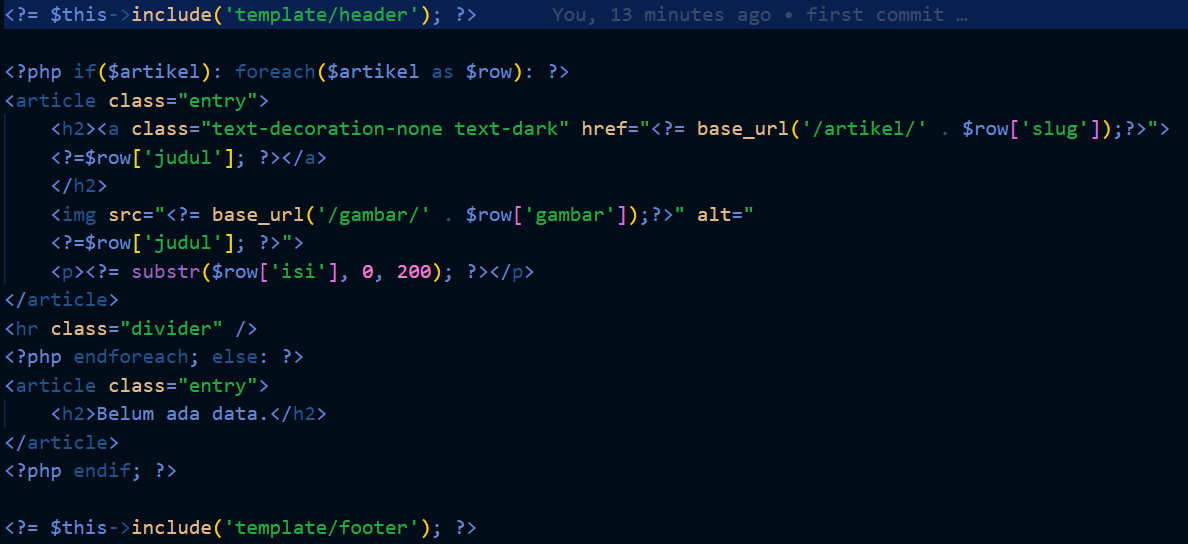 <?= $this->include('template/header'); ?> You, 13 minutes ago • first commit …
<?php if($artikel): foreach($artikel as $row): ?>
<article class="entry">
    <h2><a class="text-decoration-none text-dark" href="<?= base_url('/artikel/' . $row['slug']);?>">
    <?=$row['judul']; ?></a>
    </h2>
    <img src="<?= base_url('/gambar/' . $row['gambar']);?>" alt="
    <?=$row['judul']; ?>">
    <p><?= substr($row['isi'], 0, 200); ?></p>
</article>
<hr class="divider" />
<?php endforeach; else: ?>
<article class="entry">
    <h2>Belum ada data.</h2>
</article>
<?php endif; ?>
<?= $this->include('template/footer'); ?>